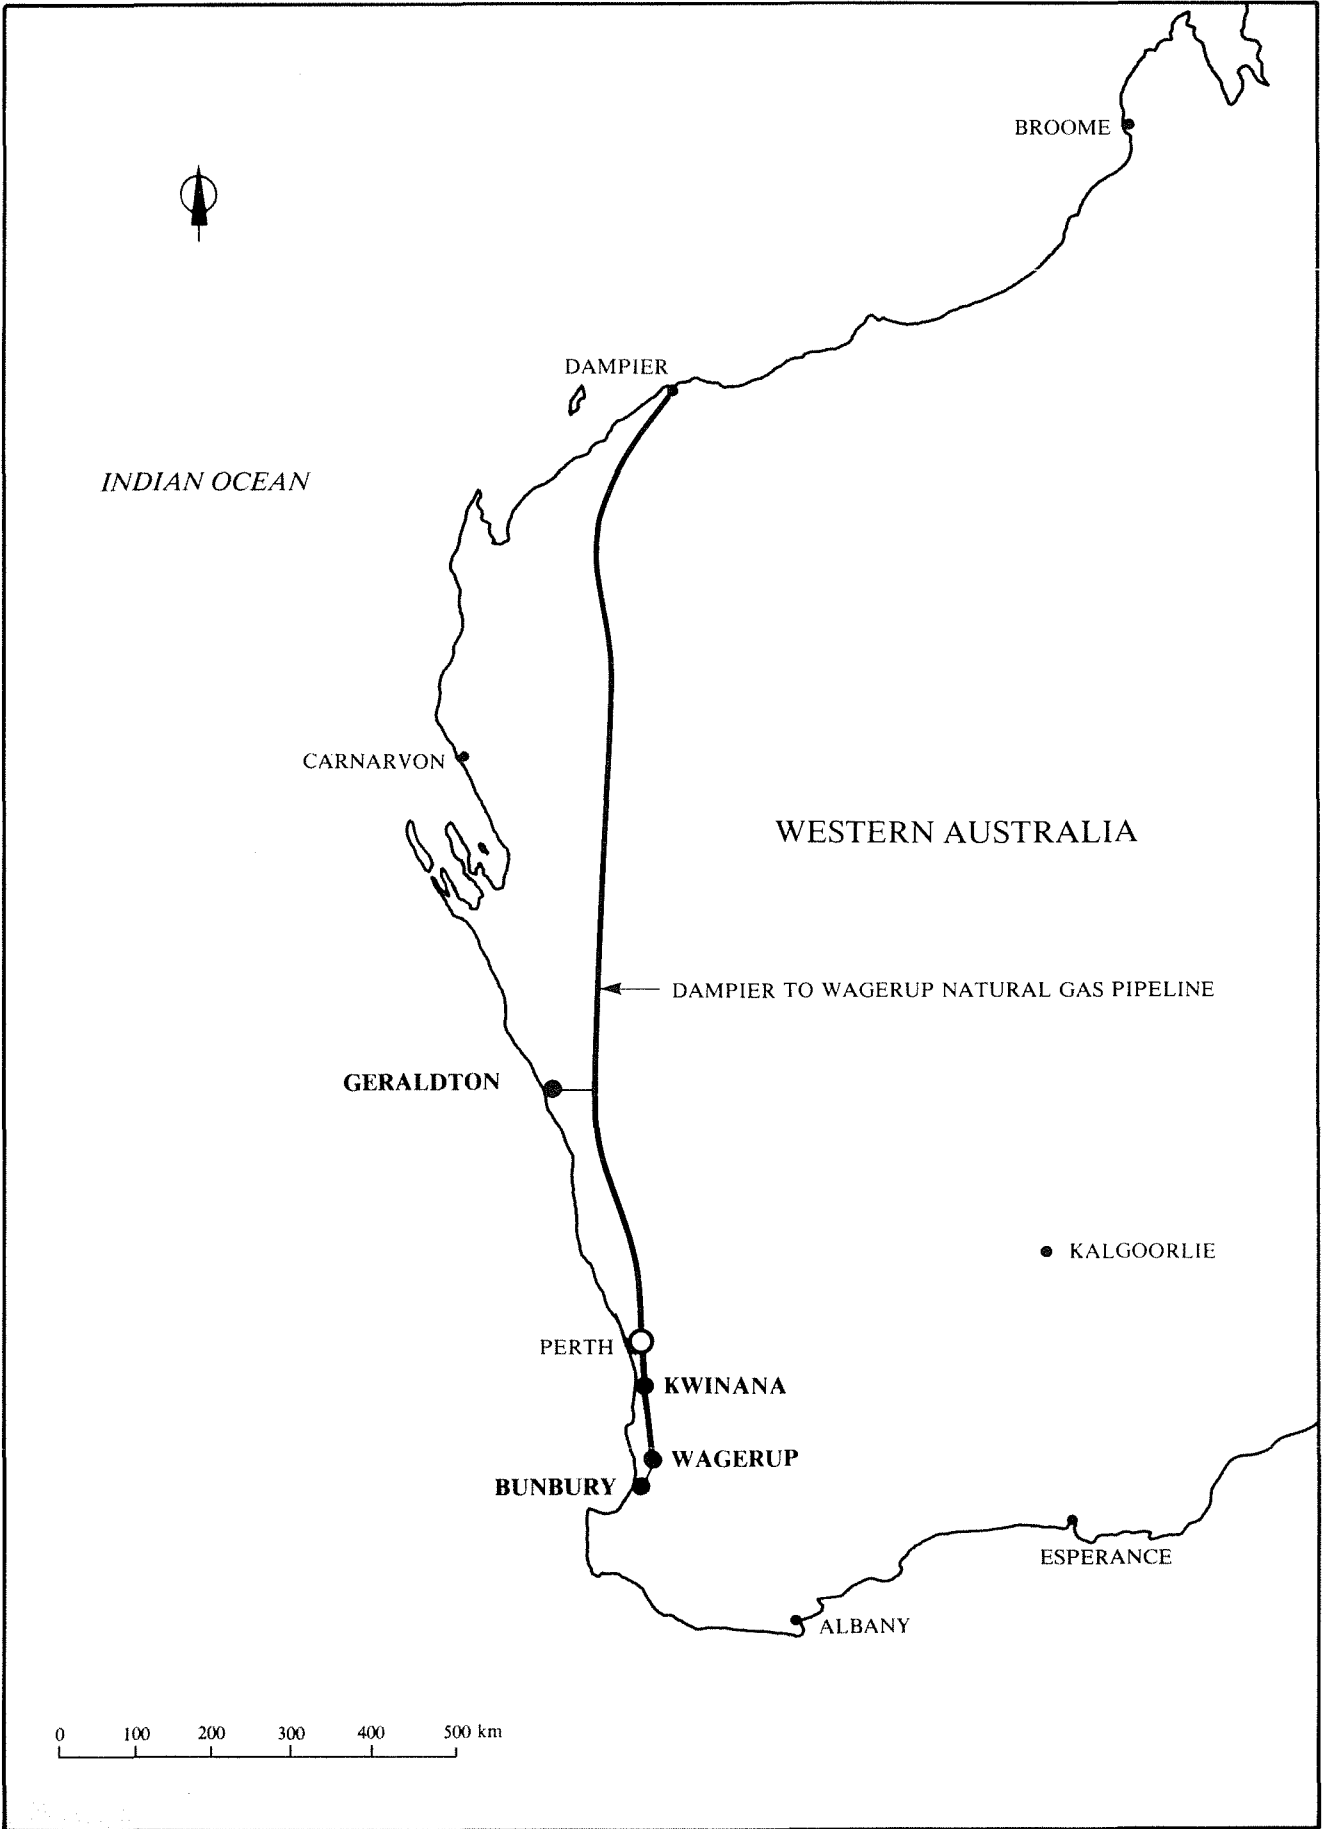 BROOME
DAMPIER
INDIAN OCEAN
CARNARVON
WESTERN AUSTRALIA
DAMPIER TO WAGERUP NATURAL GAS PIPELINE
GERALDTON
KALGOORLIE
PERTH
KWINANA
WAGERUP
BUNBURY
ESPERANCE
ALBANY
0 100 200 300 400 500 km